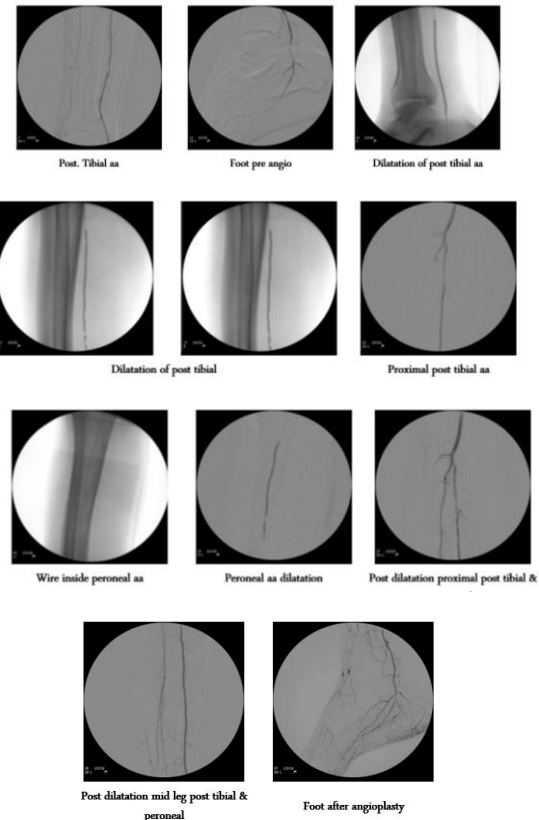 Post. Tibial aa
Foot pre angio
Dilatation of post tibial aa
Dilatation of post tibial
Proximal post tibial aa
Wire inside peroneal aa
Peroneal aa dilatation
Post dilatation proximal post tibial &
Post dilatation mid leg post tibial &
peroneal
Foot after angioplasty